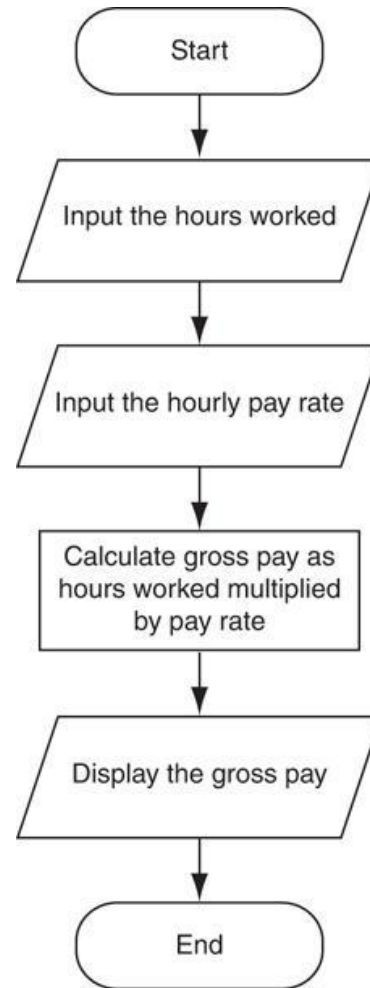 Start
Input the hours worked
Input the hourly pay rate
Calculate gross pay as
hours worked multiplied
by pay rate
Display the gross pay
End